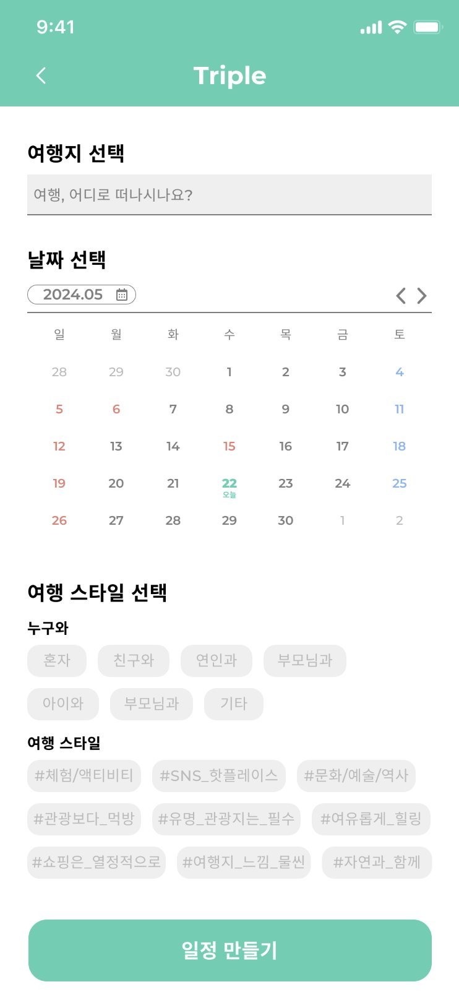 9:41
Triple
여행지 선택
여행, 어디로 떠나시나요?
날짜 선택
2024.05
일 월 화 수 목 금 토
28 29 30 1 2 3 4
5 6 7 8 9 10 11
12 13 14 15 16 17 18
19 20 21 22 23 24 25
오늘
26 27 28 29 30 1 2
여행 스타일 선택
누구와
혼자 친구와 연인과 부모님과
아이와 부모님과 기타
여행 스타일
#체험/액티비티 #SNS_핫플레이스 #문화/예술/역사
#관광보다_먹방 #유명_관광지는_필수 #여유롭게_힐링
#쇼핑은_열정적으로 #여행지_느낌_물씬 #자연과_함께
일정 만들기